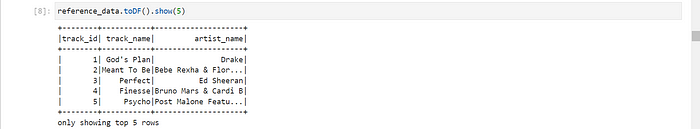 [8]: reference_data.toDF().show(5)
+--------+-----------+--------------------+
|track_id| track_name| artist_name|
+--------+-----------+--------------------+
| 1| God's Plan| Drake|
| 2|Meant To Be|Bebe Rexha & Flor...|
| 3| Perfect| Ed Sheeran|
| 4| Finesse|Bruno Mars & Cardi B|
| 5| Psycho|Post Malone Featu...|
+--------+-----------+--------------------+
only showing top 5 rows